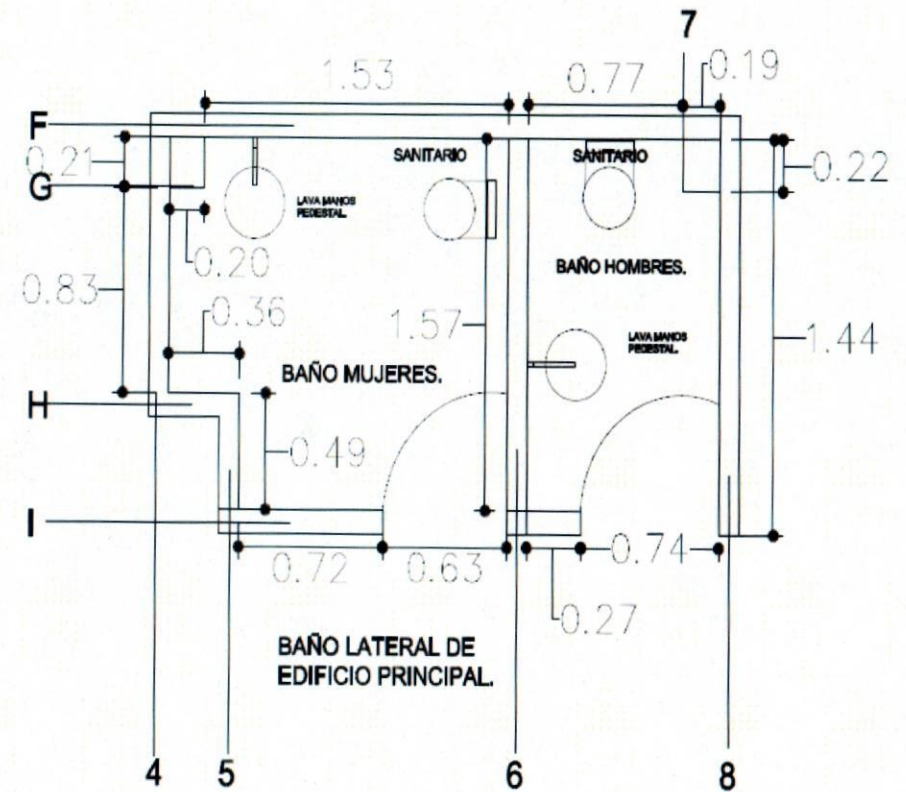 7
1.53
0.77
0.19
F
0.21
SANITARIO
SANITARIO
0.22
G
LAVA MANOS
PEDESTAL.
0.20
BAÑO HOMBRES.
0.83
0.36
1.57
LAVA MANOS
PEDESTAL.
1.44
BAÑO MUJERES.
H
0.49
I
0.72
0.63
0.74
0.27
BAÑO LATERAL DE
EDIFICIO PRINCIPAL.
4
5
6
8